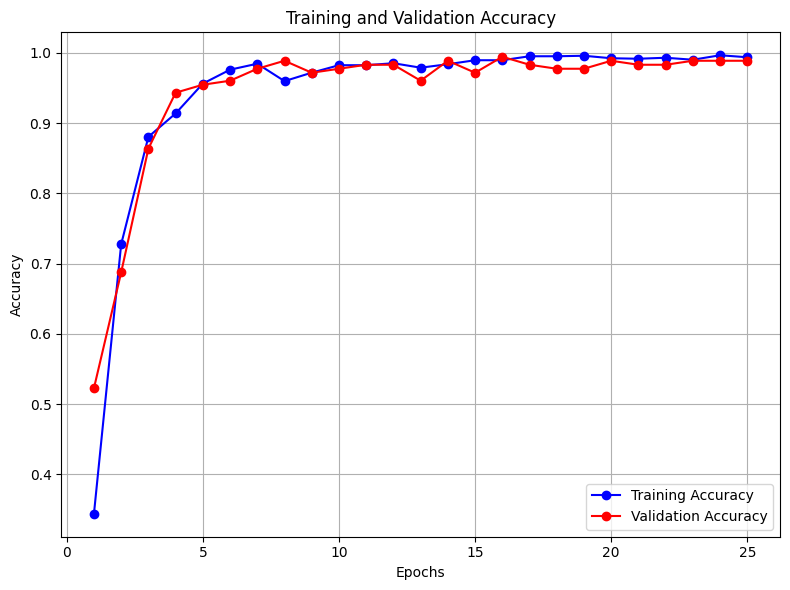 Training and Validation Accuracy
1.0
0.9
0.8
0.7
0.6
0.5
0.4
Accuracy
Training Accuracy
Validation Accuracy
0 5 10 15 20 25
Epochs